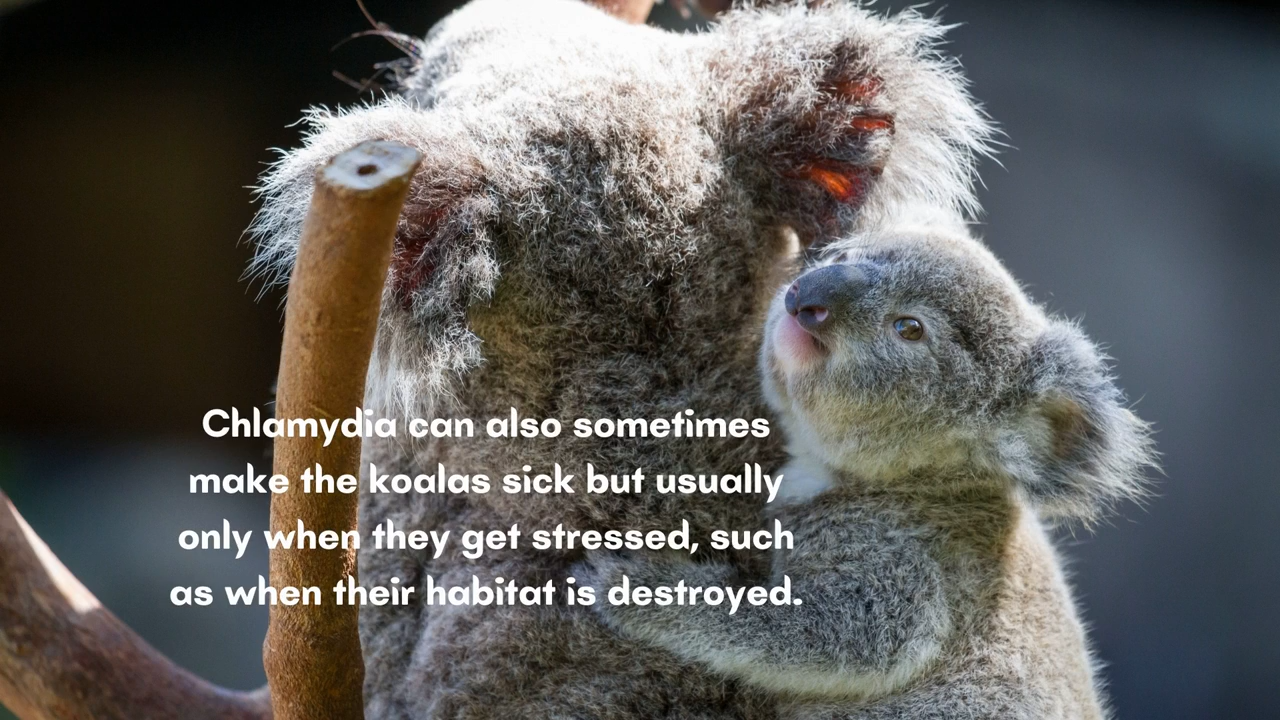 Chlamydia can also sometimes
make the koalas sick but usually
only when they get stressed, such
as when their habitat is destroyed.